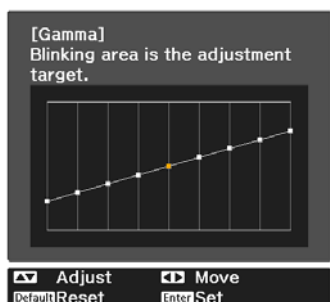 [Gamma]
Blinking area is the adjustment
target.
Adjust Move
Default Reset Enter Set